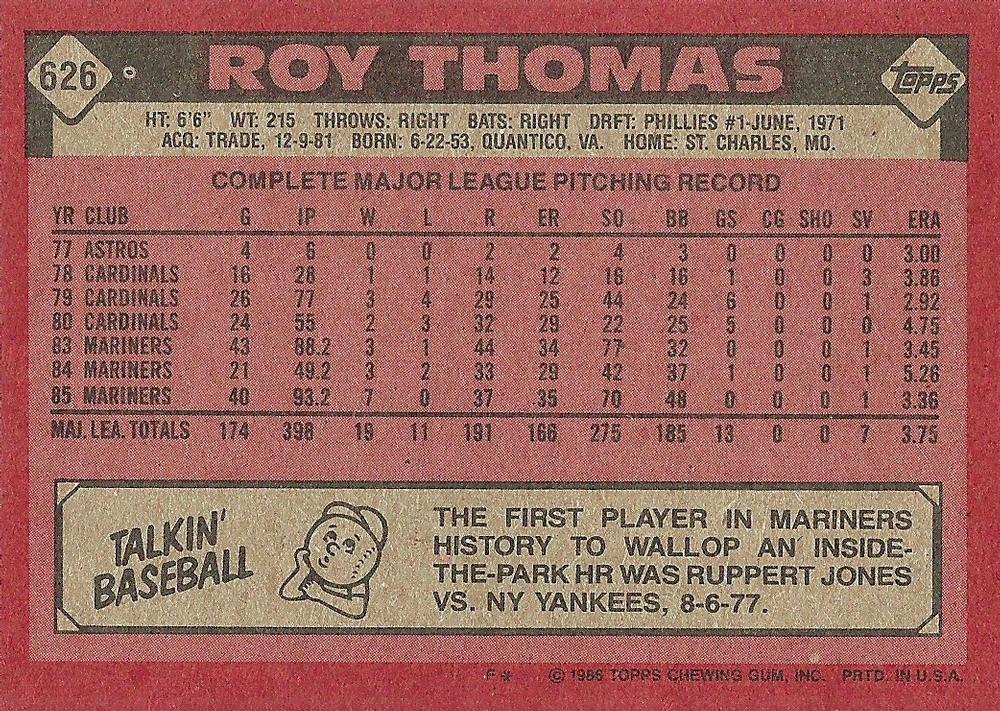 626 ROY THOMAS Topps
HT: 6'6" WT: 215 THROWS: RIGHT BATS: RIGHT DRFT: PHILLIES #1-JUNE, 1971
ACQ: TRADE, 12-9-81 BORN: 6-22-53, QUANTICO, VA. HOME: ST. CHARLES, MO.
COMPLETE MAJOR LEAGUE PITCHING RECORD
YR CLUB G IP W L R ER SO BB GS CG SHO SV ERA
77 ASTROS 4 6 0 0 2 2 4 3 0 0 0 0 3.00
78 CARDINALS 16 28 1 1 14 12 16 16 1 0 0 3 3.86
79 CARDINALS 26 77 3 4 29 25 44 24 6 0 0 1 2.92
80 CARDINALS 24 55 2 3 32 29 22 25 5 0 0 0 4.75
83 MARINERS 43 88.2 3 1 44 34 77 32 0 0 0 1 3.45
84 MARINERS 21 49.2 3 2 33 29 42 37 1 0 0 1 5.26
85 MARINERS 40 93.2 7 0 37 35 70 48 0 0 0 1 3.36
MAJ. LEA. TOTALS 174 398 19 11 191 166 275 185 13 0 0 7 3.75
TALKIN'
BASEBALL
THE FIRST PLAYER IN MARINERS
HISTORY TO WALLOP AN INSIDE-
THE-PARK HR WAS RUPPERT JONES
VS. NY YANKEES, 8-6-77.
F* © 1986 TOPPS CHEWING GUM, INC. PRTD. IN U.S.A.